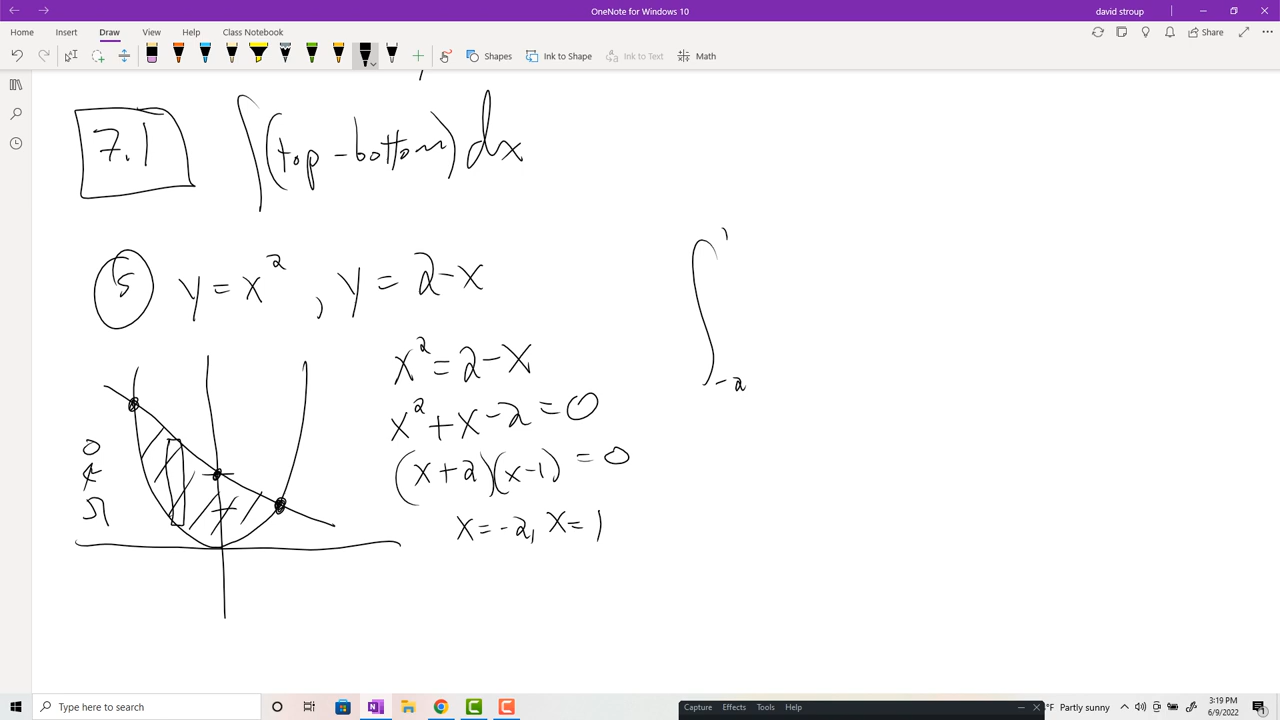 OneNote for Windows 10
david stroup
Home Insert Draw View Help Class Notebook
Share
Shapes Ink to Shape Ink to Text Math
7.1 ∫(top-bottom)dx
5 y=x², y=2-x
∫ 1 -2
x²=2-x
x²+x-2=0
(x+2)(x-1)=0
x=-2, x=1
Type here to search
Capture Effects Tools Help
°F Partly sunny
3:19 PM
6/9/2022